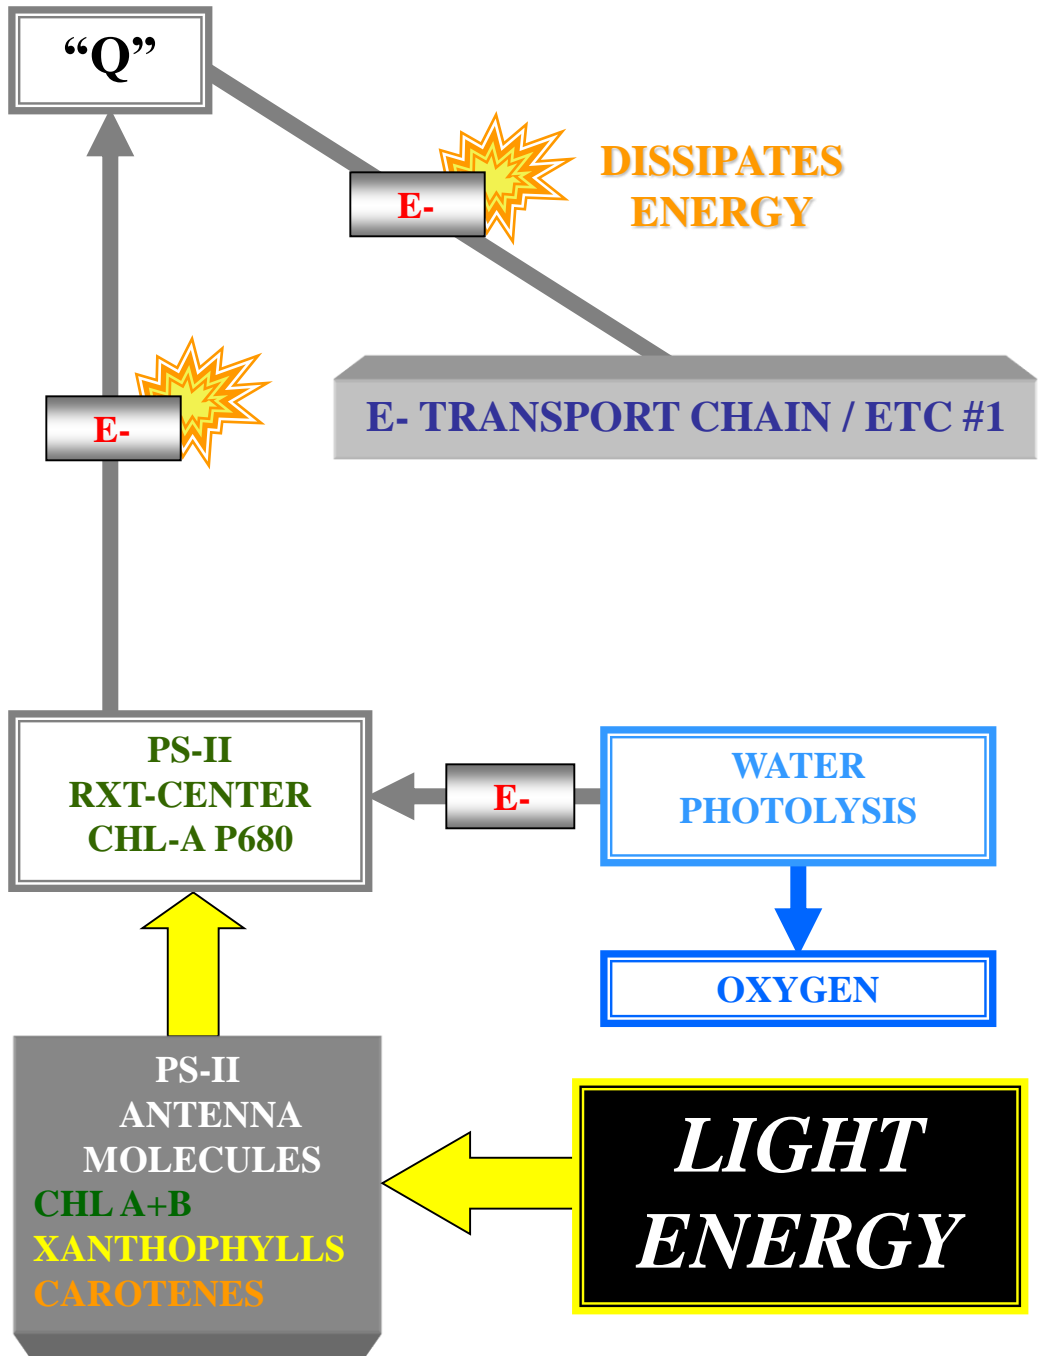 “Q”
E-
DISSIPATES
ENERGY
E-
E- TRANSPORT CHAIN / ETC #1
PS-II
RXT-CENTER
CHL-A P680
E-
WATER
PHOTOLYSIS
OXYGEN
PS-II
ANTENNA
MOLECULES
CHL A+B
XANTHOPHYLLS
CAROTENES
LIGHT
ENERGY